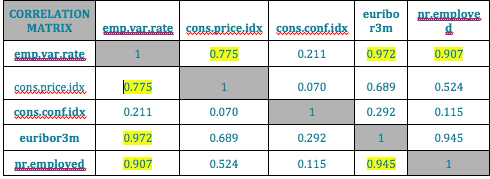 CORRELATION MATRIX emp.var.rate cons.price.idx cons.conf.idx euribo r3m nr.employe d
emp.var.rate 1 0.775 0.211 0.972 0.907
cons.price.idx 0.775 1 0.070 0.689 0.524
cons.conf.idx 0.211 0.070 1 0.292 0.115
euribor3m 0.972 0.689 0.292 1 0.945
nr.employed 0.907 0.524 0.115 0.945 1